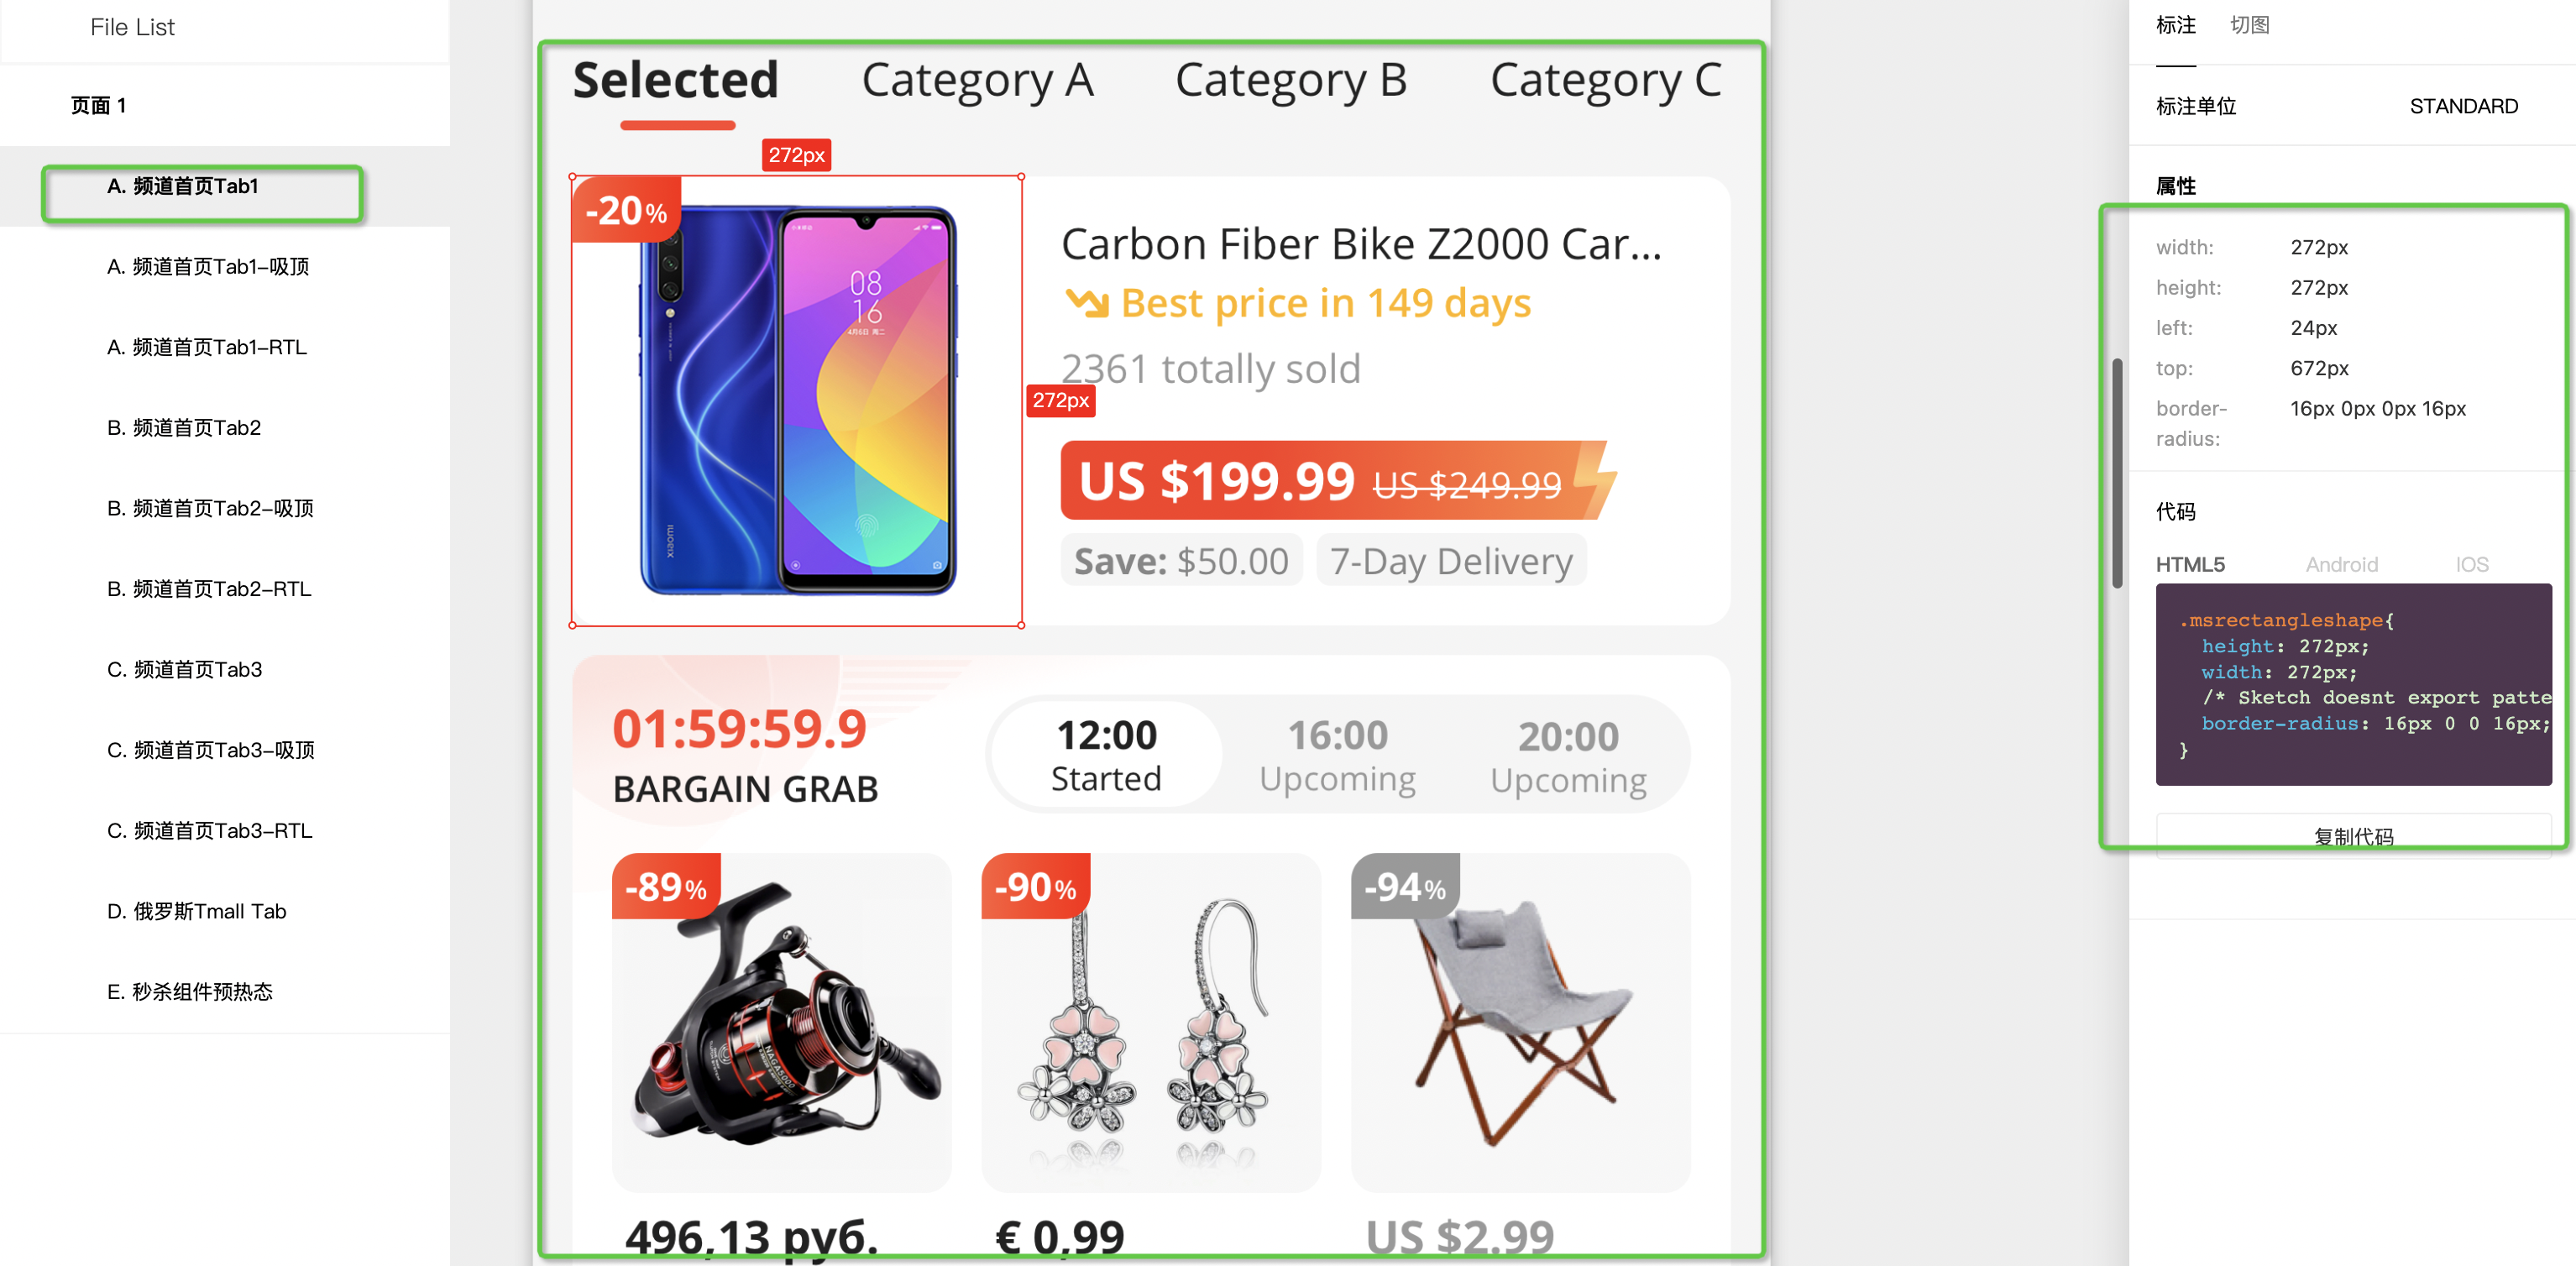 File List
页面 1
A. 频道首页Tab1
A. 频道首页Tab1-吸顶
A. 频道首页Tab1-RTL
B. 频道首页Tab2
B. 频道首页Tab2-吸顶
B. 频道首页Tab2-RTL
C. 频道首页Tab3
C. 频道首页Tab3-吸顶
C. 频道首页Tab3-RTL
D. 俄罗斯Tmall Tab
E. 秒杀组件预热态
Selected Category A Category B Category C
272px
-20%
08
16
4月6日 周二
xiaomi
Carbon Fiber Bike Z2000 Car...
Best price in 149 days
2361 totally sold
272px
US $199.99 US $249.99
Save: $50.00 7-Day Delivery
01:59:59.9
BARGAIN GRAB
12:00 16:00 20:00
Started Upcoming Upcoming
-89% -90% -94%
NAGA5000
496,13 руб. € 0,99 US $2.99
标注 切图
标注单位 STANDARD
属性
width: 272px
height: 272px
left: 24px
top: 672px
border-radius: 16px 0px 0px 16px
代码
HTML5 Android IOS
.msrectangleshape{
height: 272px;
width: 272px;
/* Sketch doesnt export patte
border-radius: 16px 0 0 16px;
}
复制代码